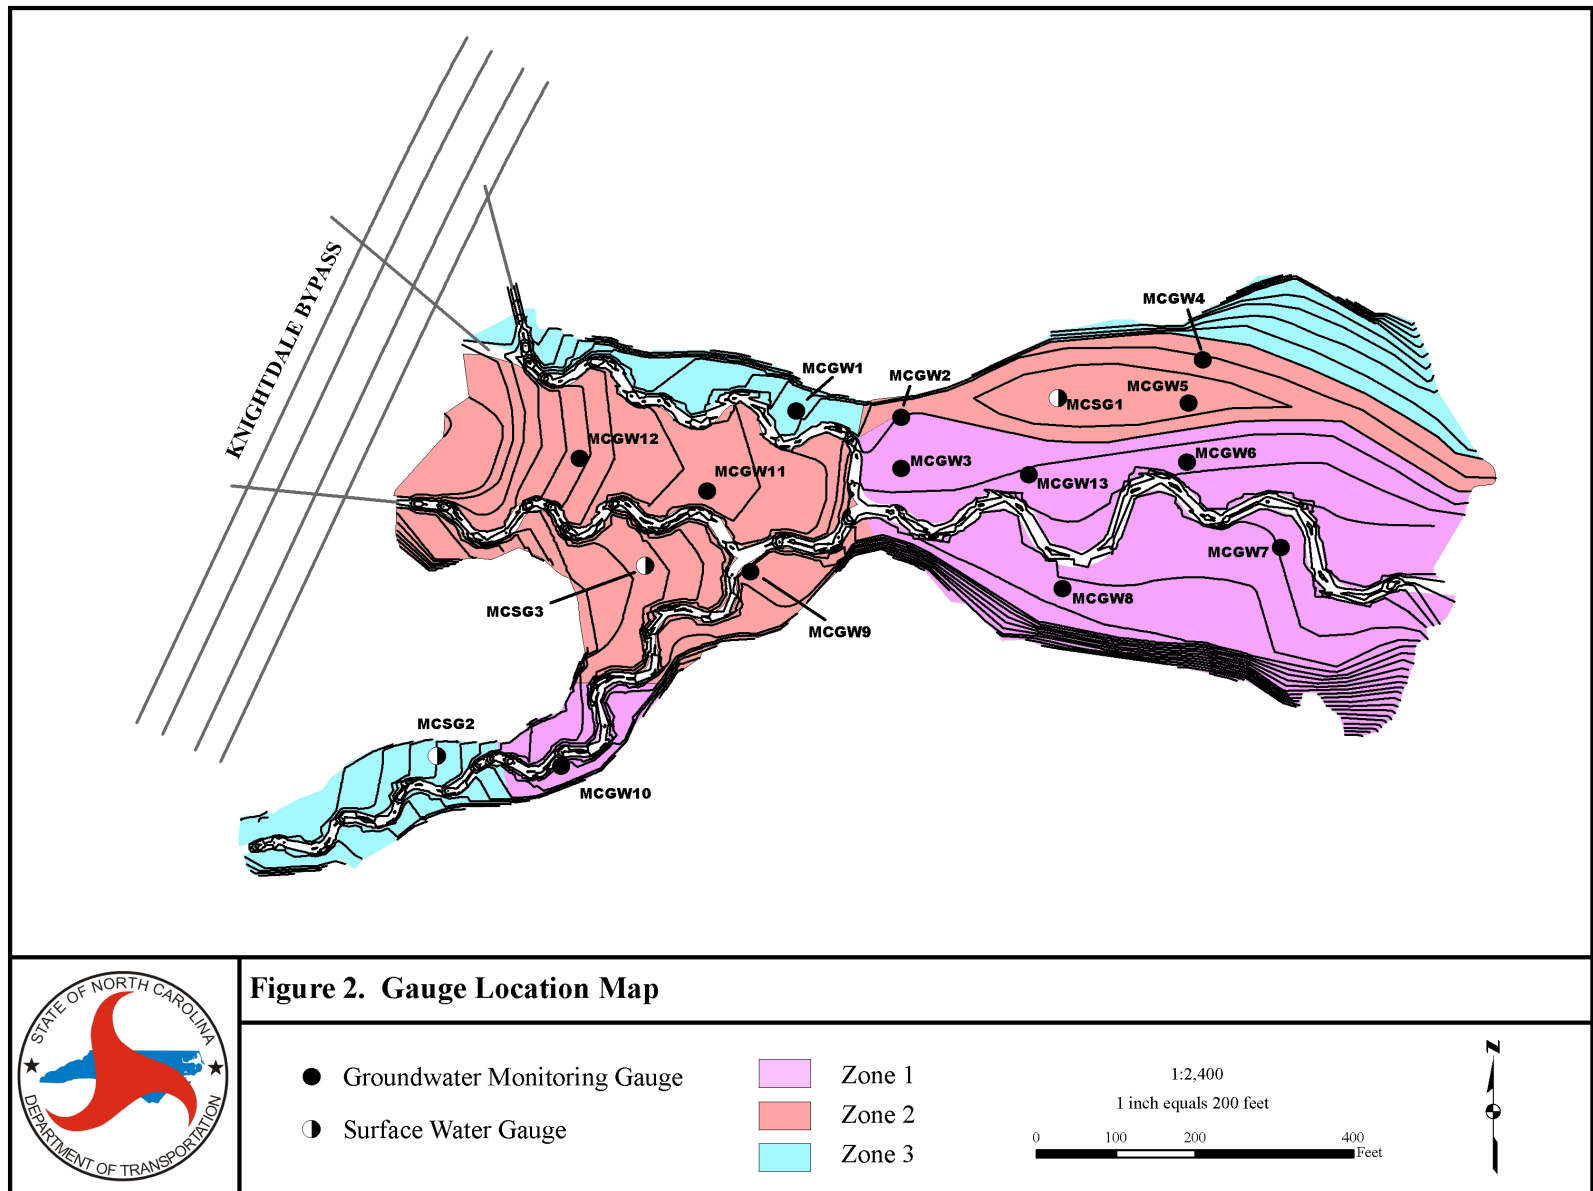 KNIGHTDALE BYPASS
MCGW4
MCGW1
MCGW2
MCGW5
MCSG1
MCGW12
MCGW3
MCGW6
MCGW11
MCGW13
MCGW7
MCSG3
MCGW8
MCGW9
MCSG2
MCGW10
STATE OF NORTH CAROLINA
DEPARTMENT OF TRANSPORTATION
Figure 2. Gauge Location Map
Groundwater Monitoring Gauge
Surface Water Gauge
Zone 1
Zone 2
Zone 3
1:2,400
1 inch equals 200 feet
0 100 200 400
Feet
N